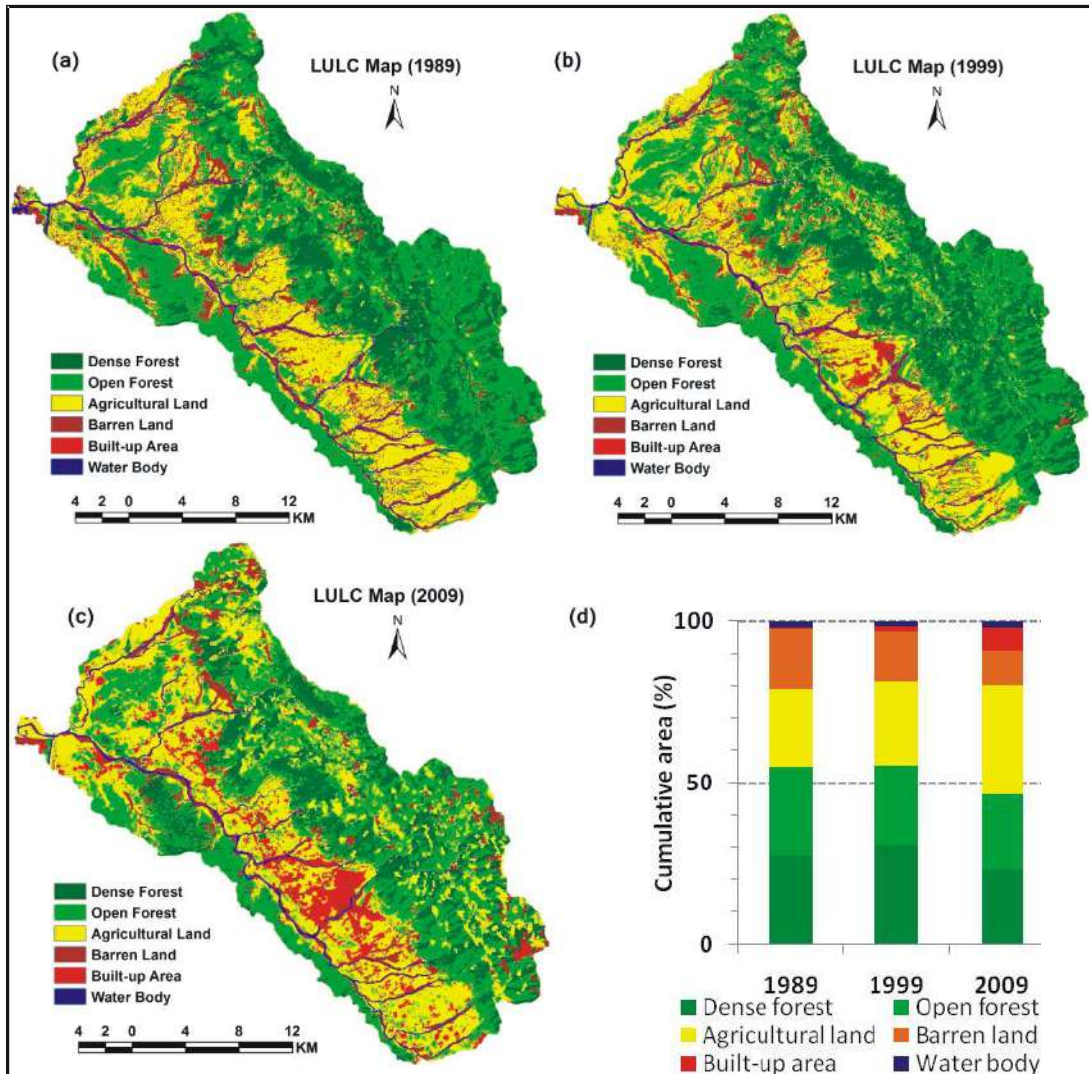 (a)
LULC Map (1989)
N
Dense Forest
Open Forest
Agricultural Land
Barren Land
Built-up Area
Water Body
4 2 0 4 8 12
KM
(b)
LULC Map (1999)
N
Dense Forest
Open Forest
Agricultural Land
Barren Land
Built-up Area
Water Body
4 2 0 4 8 12
KM
(c)
LULC Map (2009)
N
Dense Forest
Open Forest
Agricultural Land
Barren Land
Built-up Area
Water Body
4 2 0 4 8 12
KM
(d)
Cumulative area (%)
100
50
0
1989 1999 2009
Dense forest Open forest
Agricultural land Barren land
Built-up area Water body